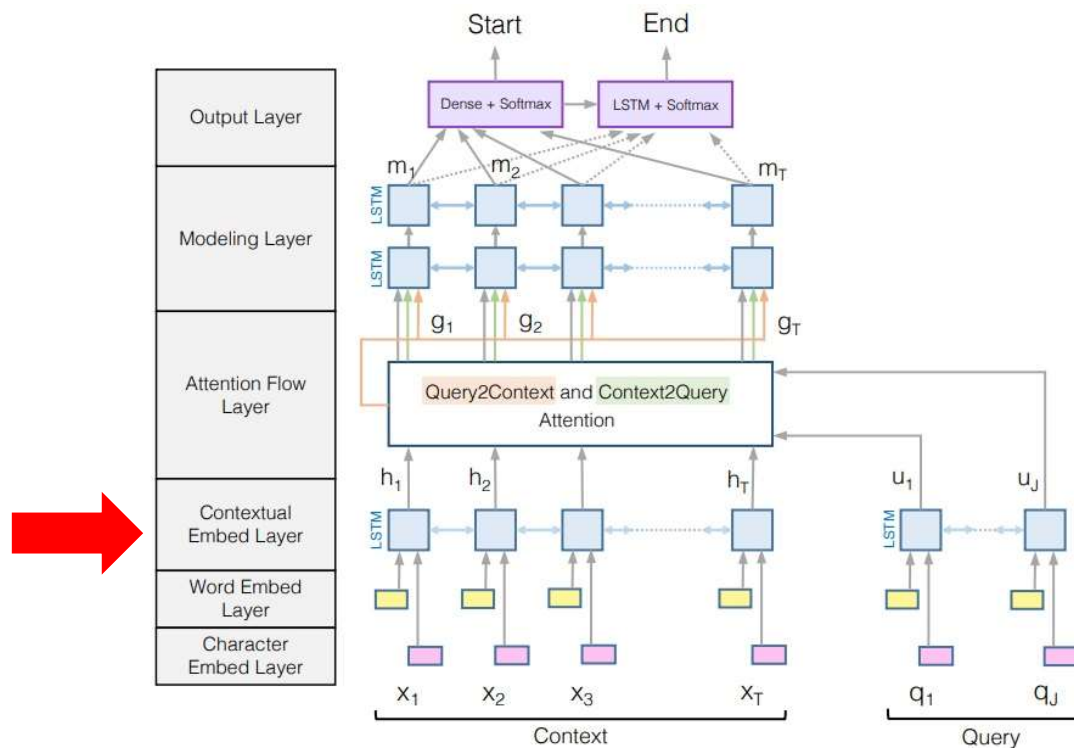 Start End
Output Layer
Dense + Softmax LSTM + Softmax
m1 m2 mT
LSTM
Modeling Layer
LSTM
g1 g2 gT
Attention Flow
Layer
Query2Context and Context2Query
Attention
h1 h2 hT u1 uJ
Contextual
Embed Layer
LSTM LSTM
Word Embed
Layer
Character
Embed Layer
x1 x2 x3 xT q1 qJ
Context Query